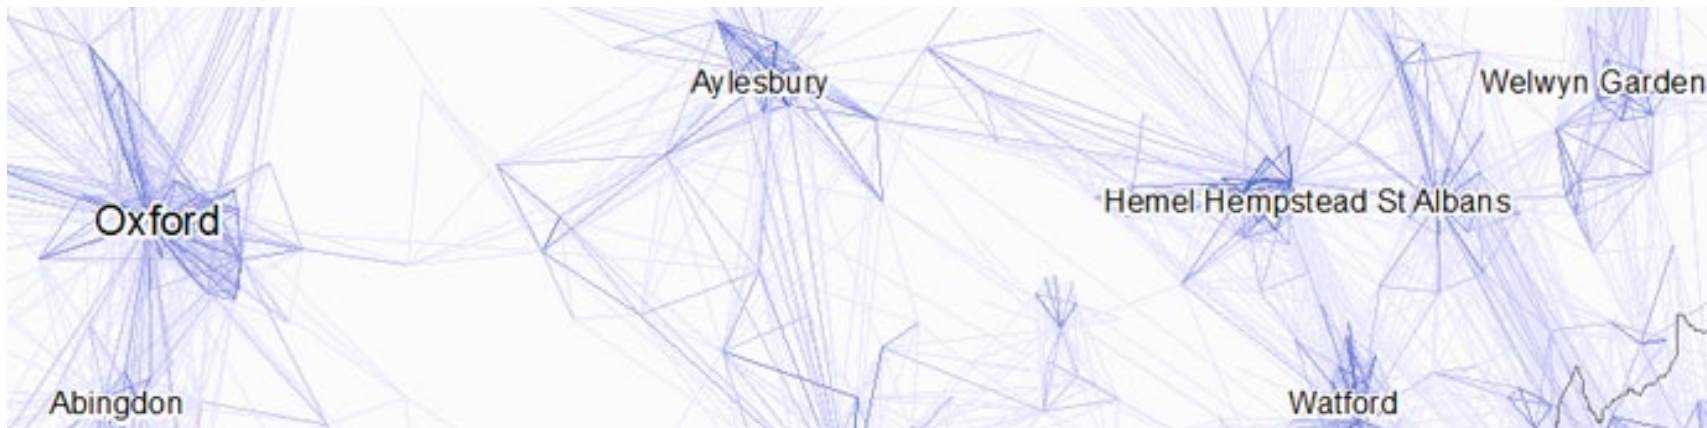 Aylesbury
Welwyn Garden
Oxford
Hemel Hempstead
St Albans
Abingdon
Watford